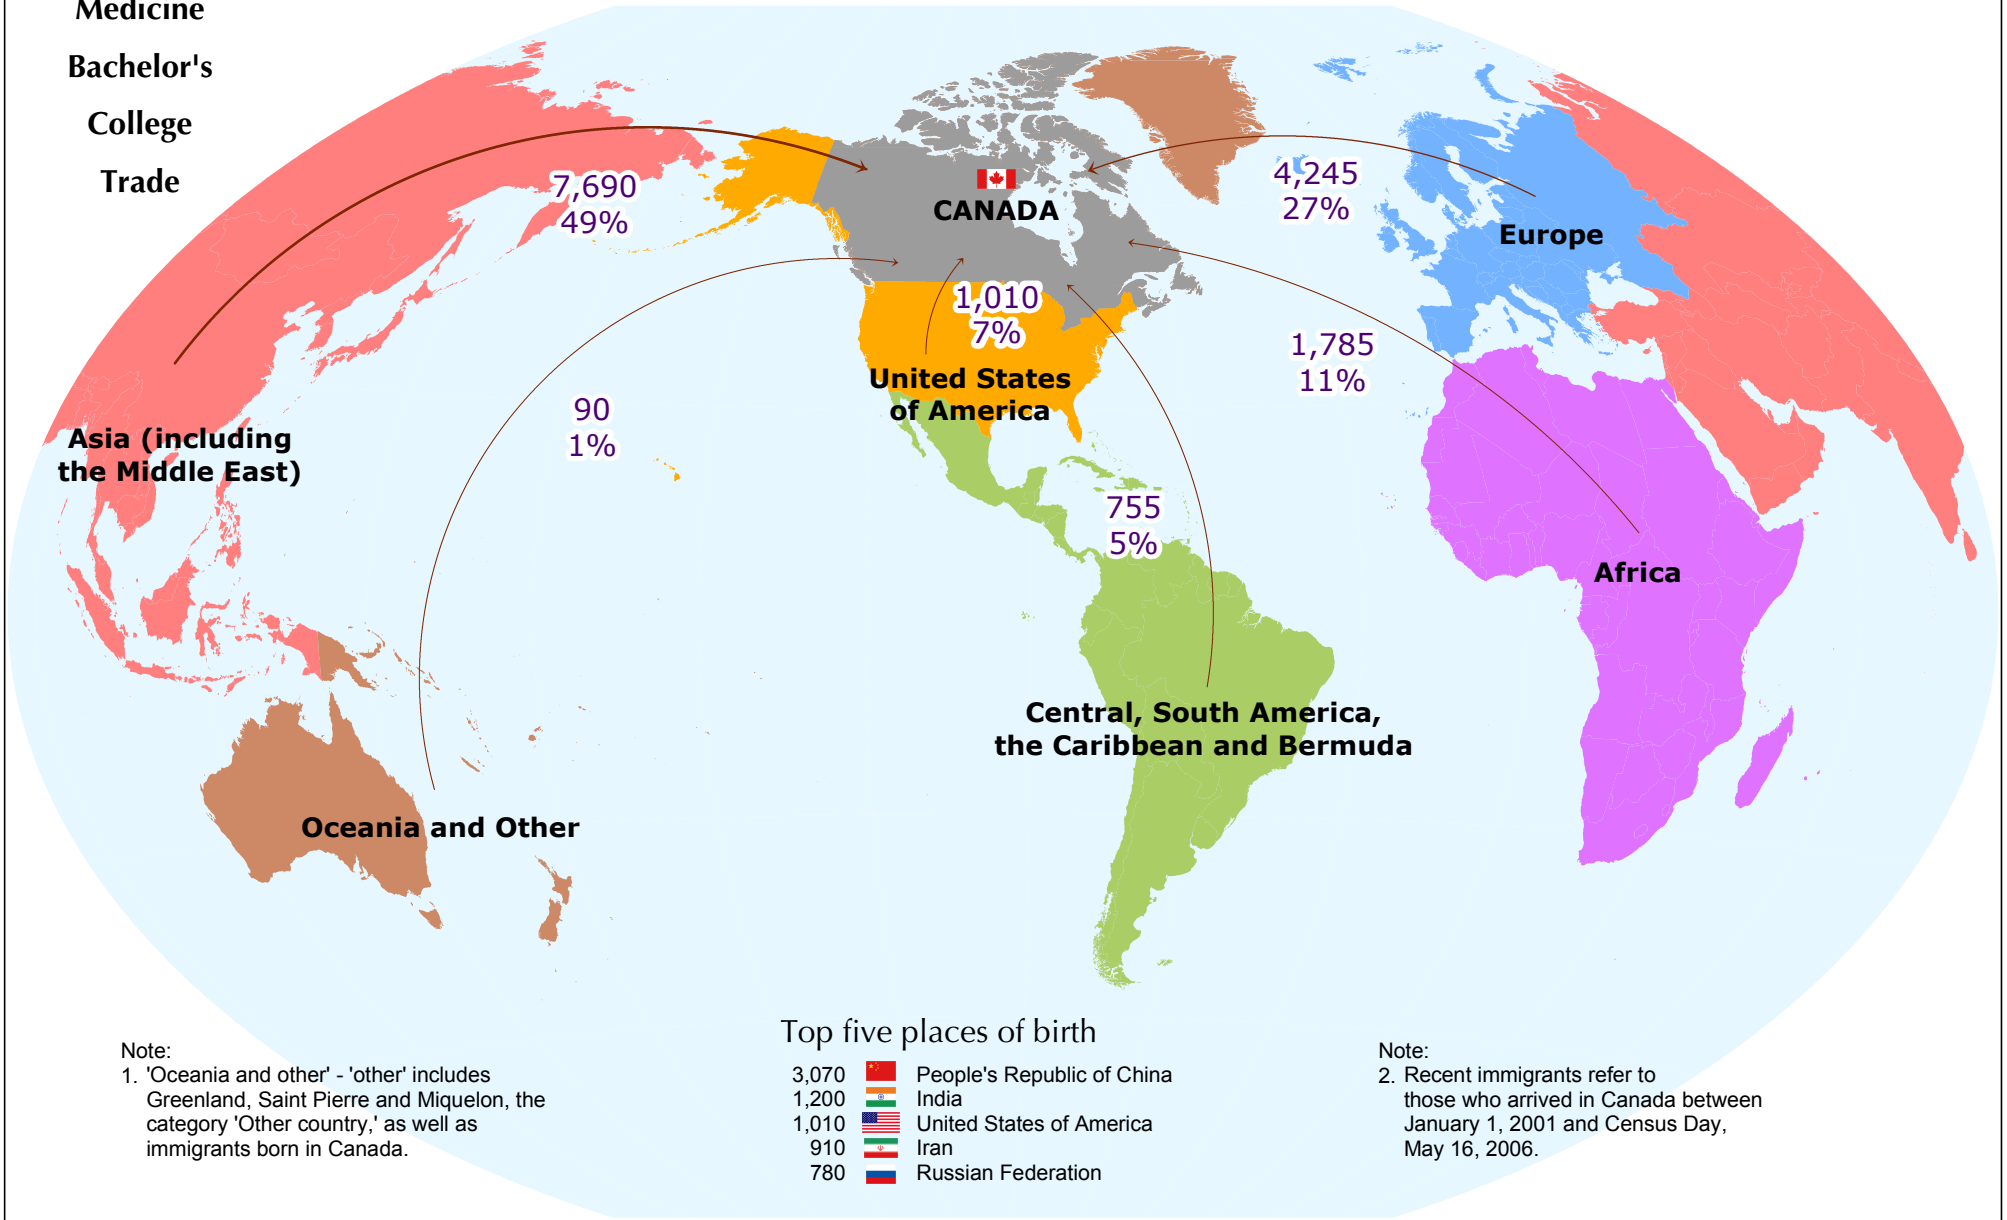 Medicine
Bachelor's
College
Trade
7,690
49%
CANADA
4,245
27%
Europe
1,010
7%
United States
of America
1,785
11%
90
1%
Asia (including
the Middle East)
755
5%
Africa
Central, South America,
the Caribbean and Bermuda
Oceania and Other
Note:
1. 'Oceania and other' - 'other' includes
Greenland, Saint Pierre and Miquelon, the
category 'Other country,' as well as
immigrants born in Canada.
Top five places of birth
3,070 People's Republic of China
1,200 India
1,010 United States of America
910 Iran
780 Russian Federation
Note:
2. Recent immigrants refer to
those who arrived in Canada between
January 1, 2001 and Census Day,
May 16, 2006.